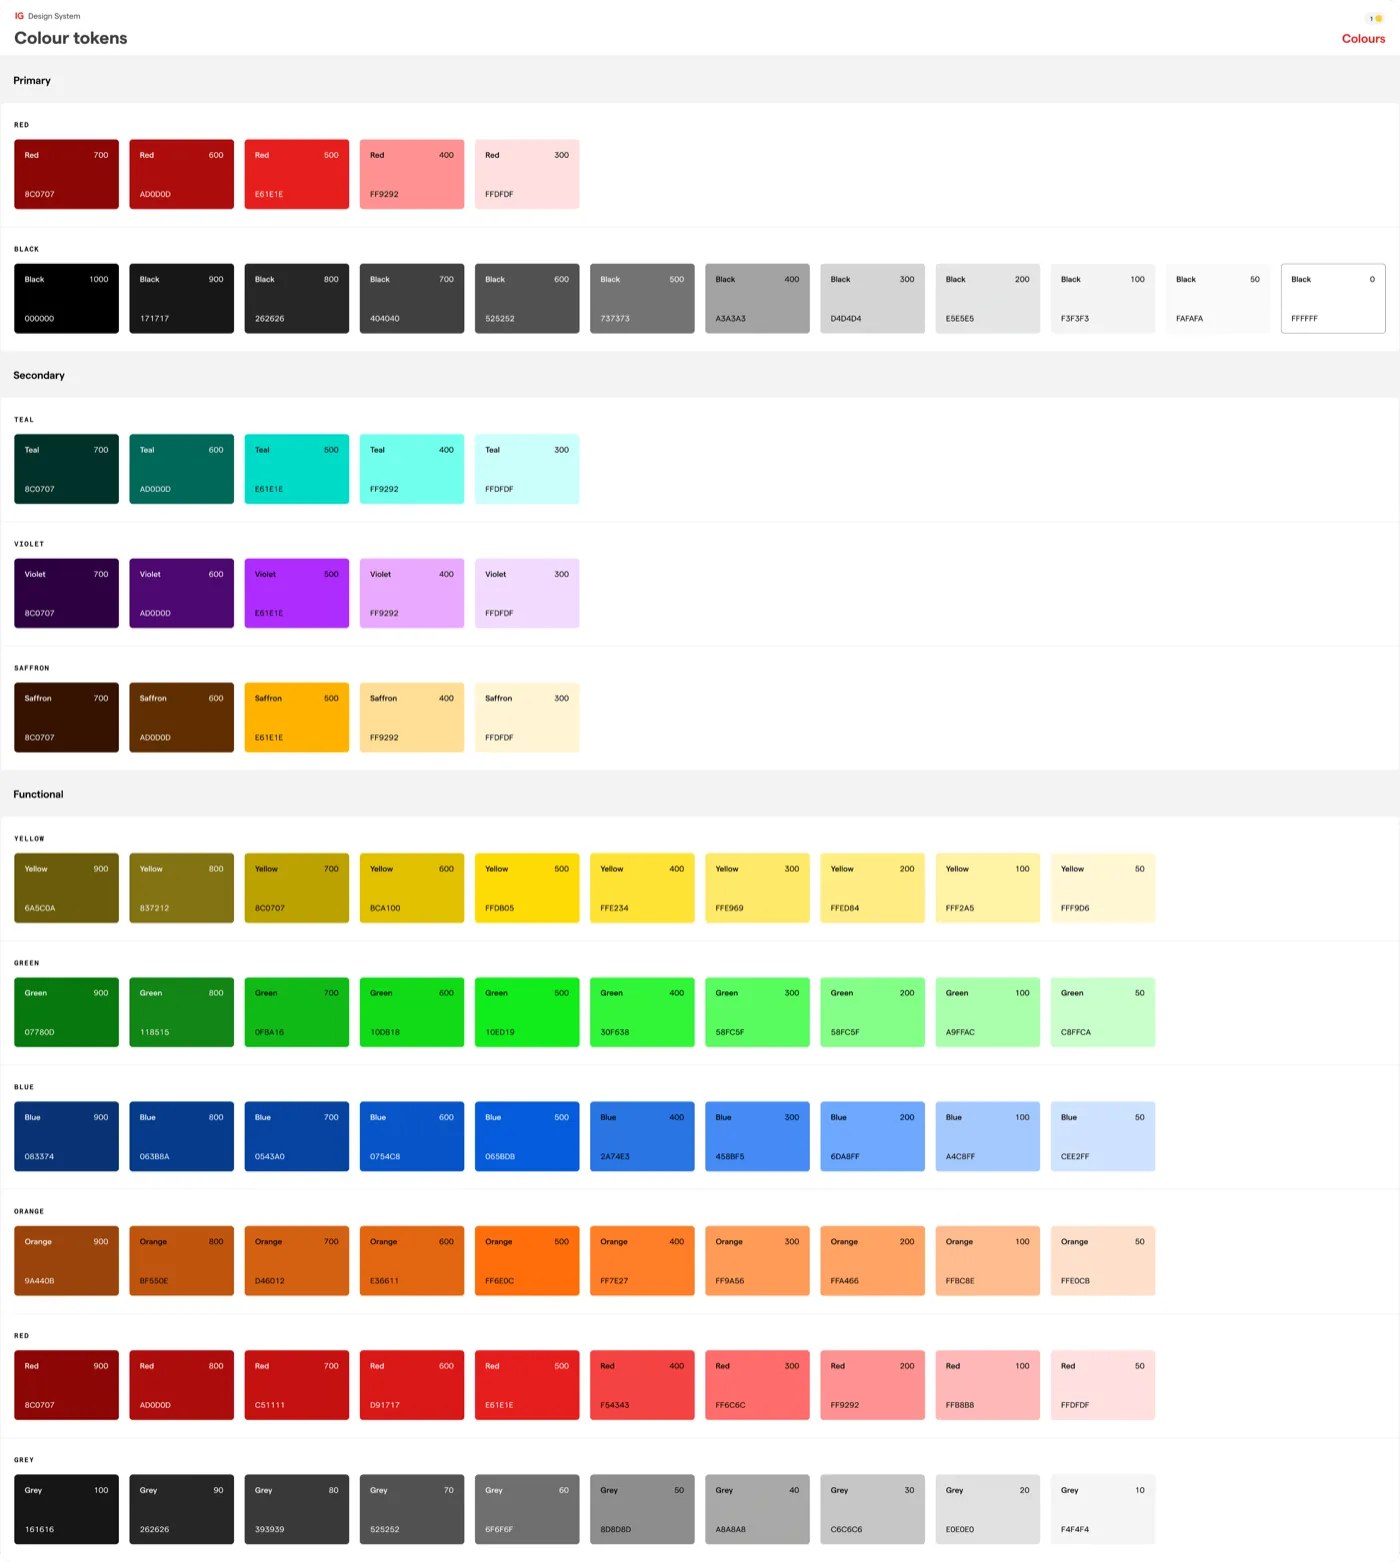 IG Design System
1
Colour tokens
Colours
Primary
RED
Red 700 Red 600 Red 500 Red 400 Red 300
8C0707 AD0D0D E61E1E FF9292 FFDFDF
BLACK
Black 1000 Black 900 Black 800 Black 700 Black 600 Black 500 Black 400 Black 300 Black 200 Black 100 Black 50 Black 0
000000 171717 262626 404040 525252 737373 A3A3A3 D4D4D4 E5E5E5 F3F3F3 FAFAFA FFFFFF
Secondary
TEAL
Teal 700 Teal 600 Teal 500 Teal 400 Teal 300
8C0707 AD0D0D E61E1E FF9292 FFDFDF
VIOLET
Violet 700 Violet 600 Violet 500 Violet 400 Violet 300
8C0707 AD0D0D E61E1E FF9292 FFDFDF
SAFFRON
Saffron 700 Saffron 600 Saffron 500 Saffron 400 Saffron 300
8C0707 AD0D0D E61E1E FF9292 FFDFDF
Functional
YELLOW
Yellow 900 Yellow 800 Yellow 700 Yellow 600 Yellow 500 Yellow 400 Yellow 300 Yellow 200 Yellow 100 Yellow 50
6A5C0A 837212 8C0707 BCA100 FFDB05 FFE234 FFE969 FFED84 FFF2A5 FFF9D6
GREEN
Green 900 Green 800 Green 700 Green 600 Green 500 Green 400 Green 300 Green 200 Green 100 Green 50
07780D 118515 0FBA16 10DB18 10ED19 30F638 58FC5F 58FC5F A9FFAC C8FFCA
BLUE
Blue 900 Blue 800 Blue 700 Blue 600 Blue 500 Blue 400 Blue 300 Blue 200 Blue 100 Blue 50
083374 063B8A 0543A0 0754C8 065BDB 2A74E3 458BF5 6DA8FF A4C8FF CEE2FF
ORANGE
Orange 900 Orange 800 Orange 700 Orange 600 Orange 500 Orange 400 Orange 300 Orange 200 Orange 100 Orange 50
9A440B BF550E D46012 E36611 FF6E0C FF7E27 FF9A56 FFA466 FFBC8E FFE0CB
RED
Red 900 Red 800 Red 700 Red 600 Red 500 Red 400 Red 300 Red 200 Red 100 Red 50
8C0707 AD0D0D C51111 D91717 E61E1E F54343 FF6C6C FF9292 FFB8B8 FFDFDF
GREY
Grey 100 Grey 90 Grey 80 Grey 70 Grey 60 Grey 50 Grey 40 Grey 30 Grey 20 Grey 10
161616 262626 393939 525252 6F6F6F 8D8D8D A8A8A8 C6C6C6 E0E0E0 F4F4F4